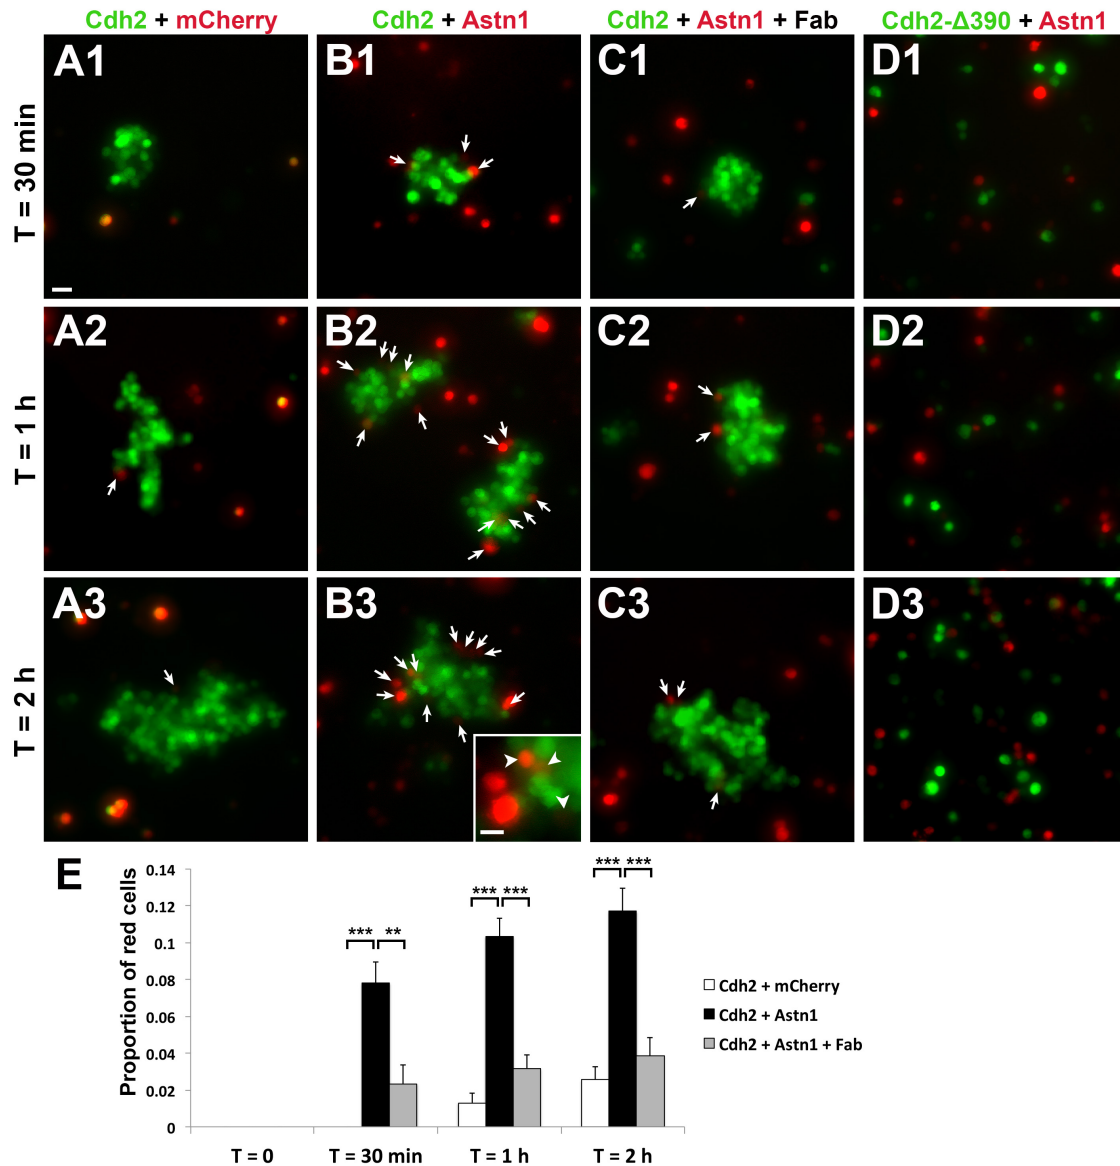 Cdh2 + mCherry
Cdh2 + Astn1
Cdh2 + Astn1 + Fab
Cdh2-Δ390 + Astn1
T = 30 min
A1
B1
C1
D1
T = 1 h
A2
B2
C2
D2
T = 2 h
A3
B3
C3
D3
E
Proportion of red cells
0.14
0.12
0.1
0.08
0.06
0.04
0.02
0
*** **
*** ***
*** ***
T = 0
T = 30 min
T = 1 h
T = 2 h
Cdh2 + mCherry
Cdh2 + Astn1
Cdh2 + Astn1 + Fab